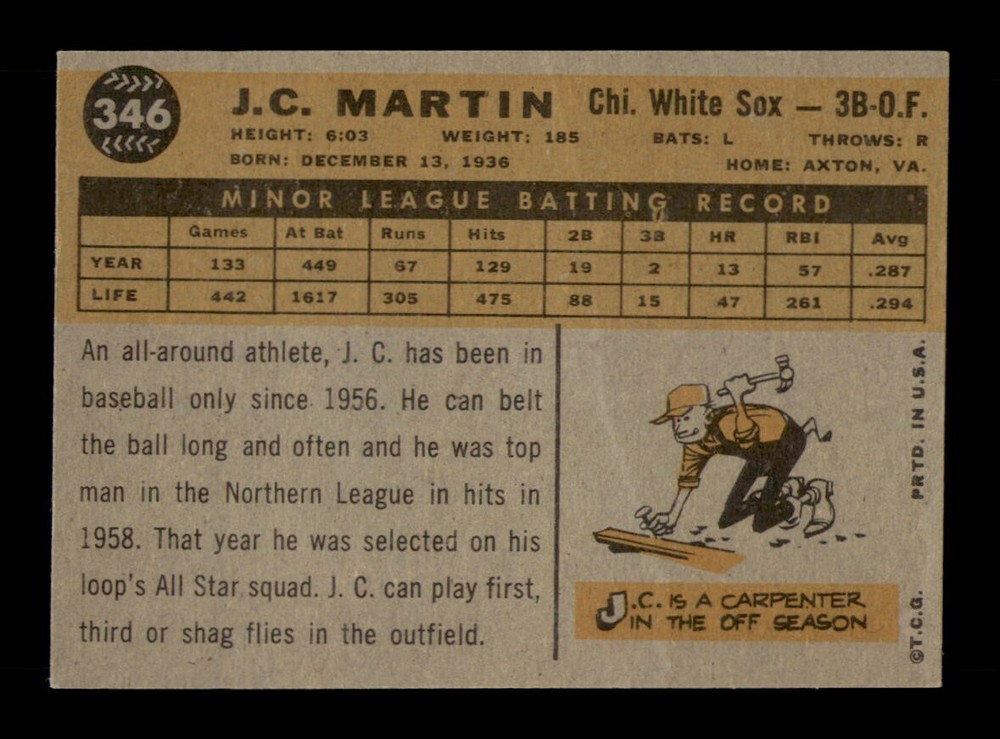 346
J.C. MARTIN Chi. White Sox — 3B-O.F.
HEIGHT: 6:03 WEIGHT: 185 BATS: L THROWS: R
BORN: DECEMBER 13, 1936 HOME: AXTON, VA.
MINOR LEAGUE BATTING RECORD
Games At Bat Runs Hits 2B 3B HR RBI Avg
YEAR 133 449 67 129 19 2 13 57 .287
LIFE 442 1617 305 475 88 15 47 261 .294
An all-around athlete, J. C. has been in
baseball only since 1956. He can belt
the ball long and often and he was top
man in the Northern League in hits in
1958. That year he was selected on his
loop's All Star squad. J. C. can play first,
third or shag flies in the outfield.
J.C. IS A CARPENTER
IN THE OFF SEASON
PRTD. IN U.S.A.
©T.C.G.